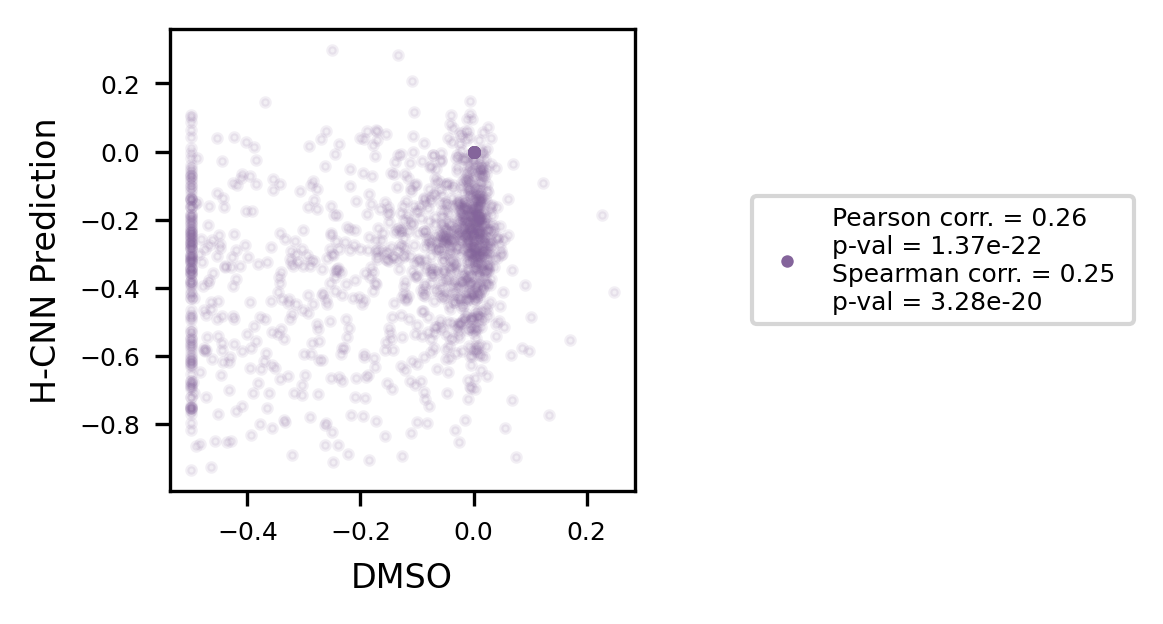 H-CNN Prediction
0.2
0.0
−0.2
−0.4
−0.6
−0.8
−0.4
−0.2
0.0
0.2
DMSO
Pearson corr. = 0.26
p-val = 1.37e-22
Spearman corr. = 0.25
p-val = 3.28e-20